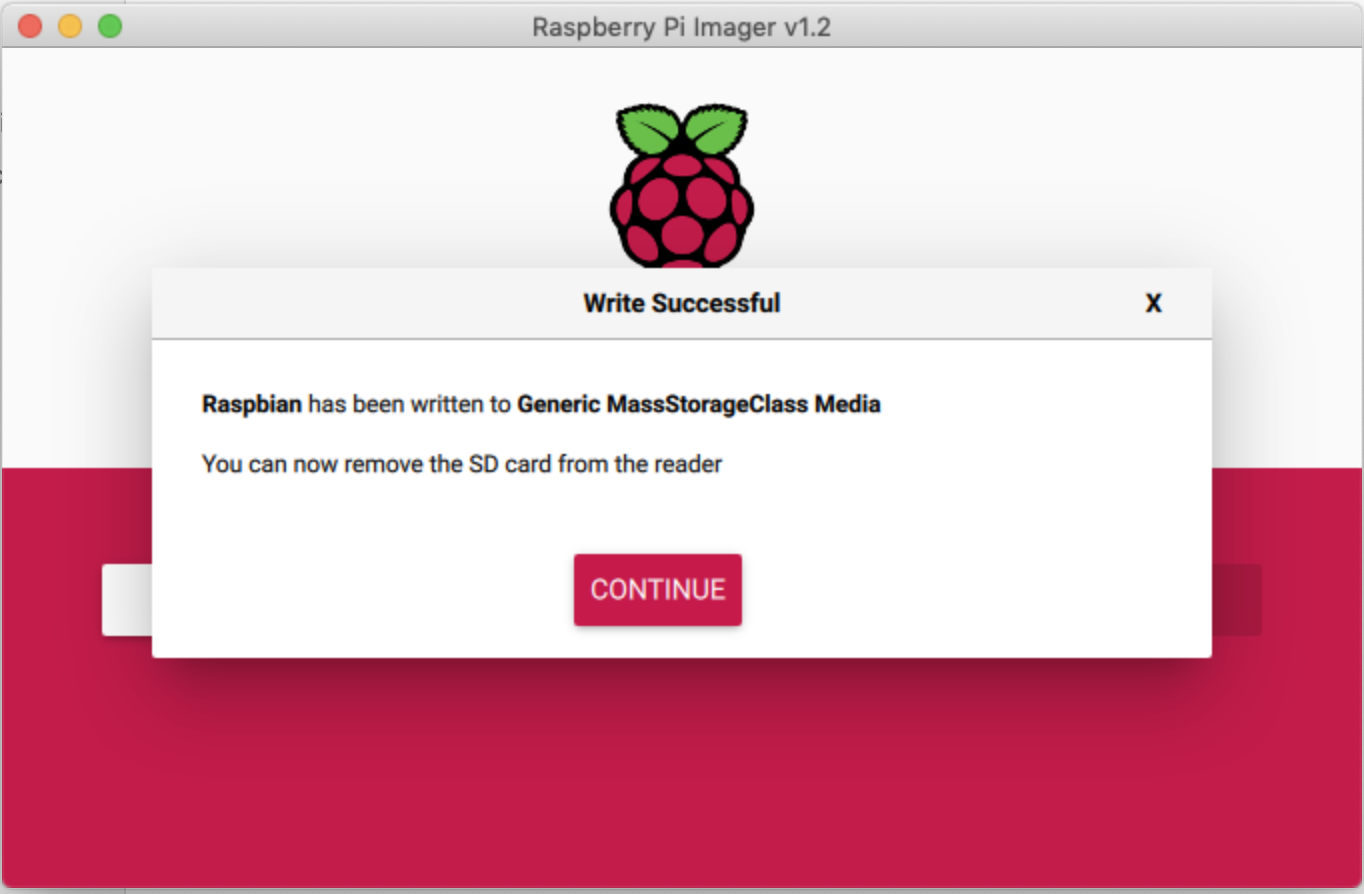 Raspberry Pi Imager v1.2
Write Successful X
Raspbian has been written to Generic MassStorageClass Media
You can now remove the SD card from the reader
CONTINUE